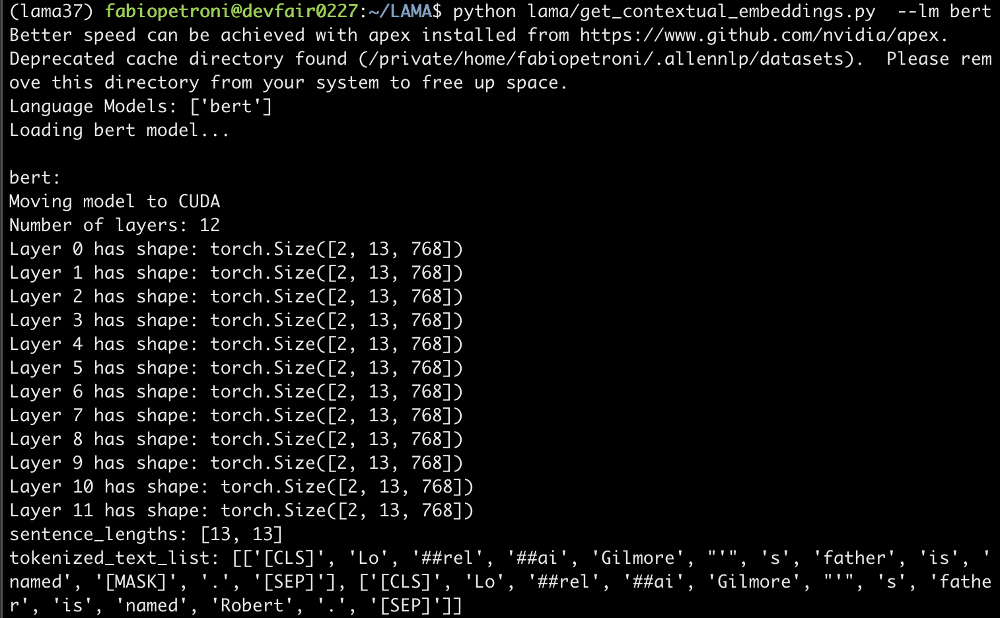 (lama37) fabiopetroni@devfair0227:~/LAMA$ python lama/get_contextual_embeddings.py  --lm bert
Better speed can be achieved with apex installed from https://www.github.com/nvidia/apex.
Deprecated cache directory found (/private/home/fabiopetroni/.allennlp/datasets).  Please rem
ove this directory from your system to free up space.
Language Models: ['bert']
Loading bert model...
bert:
Moving model to CUDA
Number of layers: 12
Layer 0 has shape: torch.Size([2, 13, 768])
Layer 1 has shape: torch.Size([2, 13, 768])
Layer 2 has shape: torch.Size([2, 13, 768])
Layer 3 has shape: torch.Size([2, 13, 768])
Layer 4 has shape: torch.Size([2, 13, 768])
Layer 5 has shape: torch.Size([2, 13, 768])
Layer 6 has shape: torch.Size([2, 13, 768])
Layer 7 has shape: torch.Size([2, 13, 768])
Layer 8 has shape: torch.Size([2, 13, 768])
Layer 9 has shape: torch.Size([2, 13, 768])
Layer 10 has shape: torch.Size([2, 13, 768])
Layer 11 has shape: torch.Size([2, 13, 768])
sentence_lengths: [13, 13]
tokenized_text_list: [['[CLS]', 'Lo', '##rel', '##ai', 'Gilmore', "'", 's', 'father', 'is', '
named', '[MASK]', '.', '[SEP]'], ['[CLS]', 'Lo', '##rel', '##ai', 'Gilmore', "'", 's', 'fathe
r', 'is', 'named', 'Robert', '.', '[SEP]']]